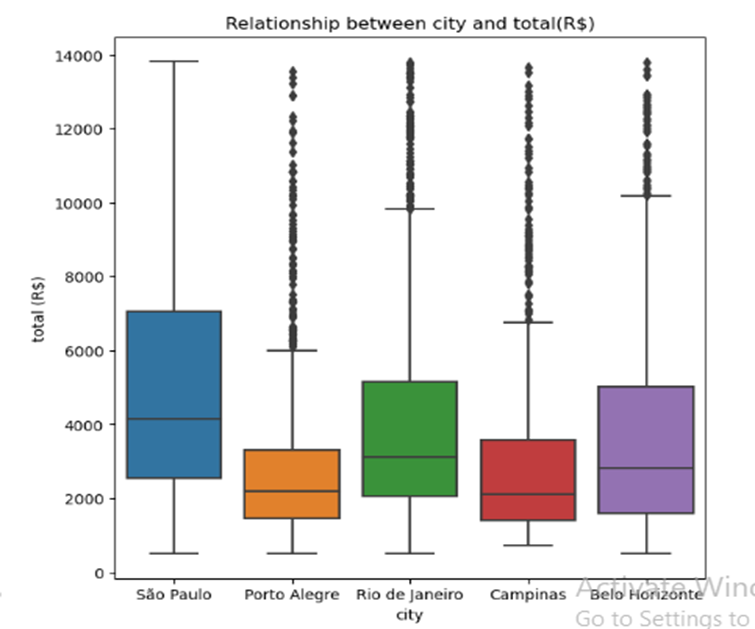 Relationship between city and total(R$)
total (R$)
14000
12000
10000
8000
6000
4000
2000
0
São Paulo
Porto Alegre
Rio de Janeiro
Campinas
Belo Horizonte
city
Activate Wind
Go to Settings to